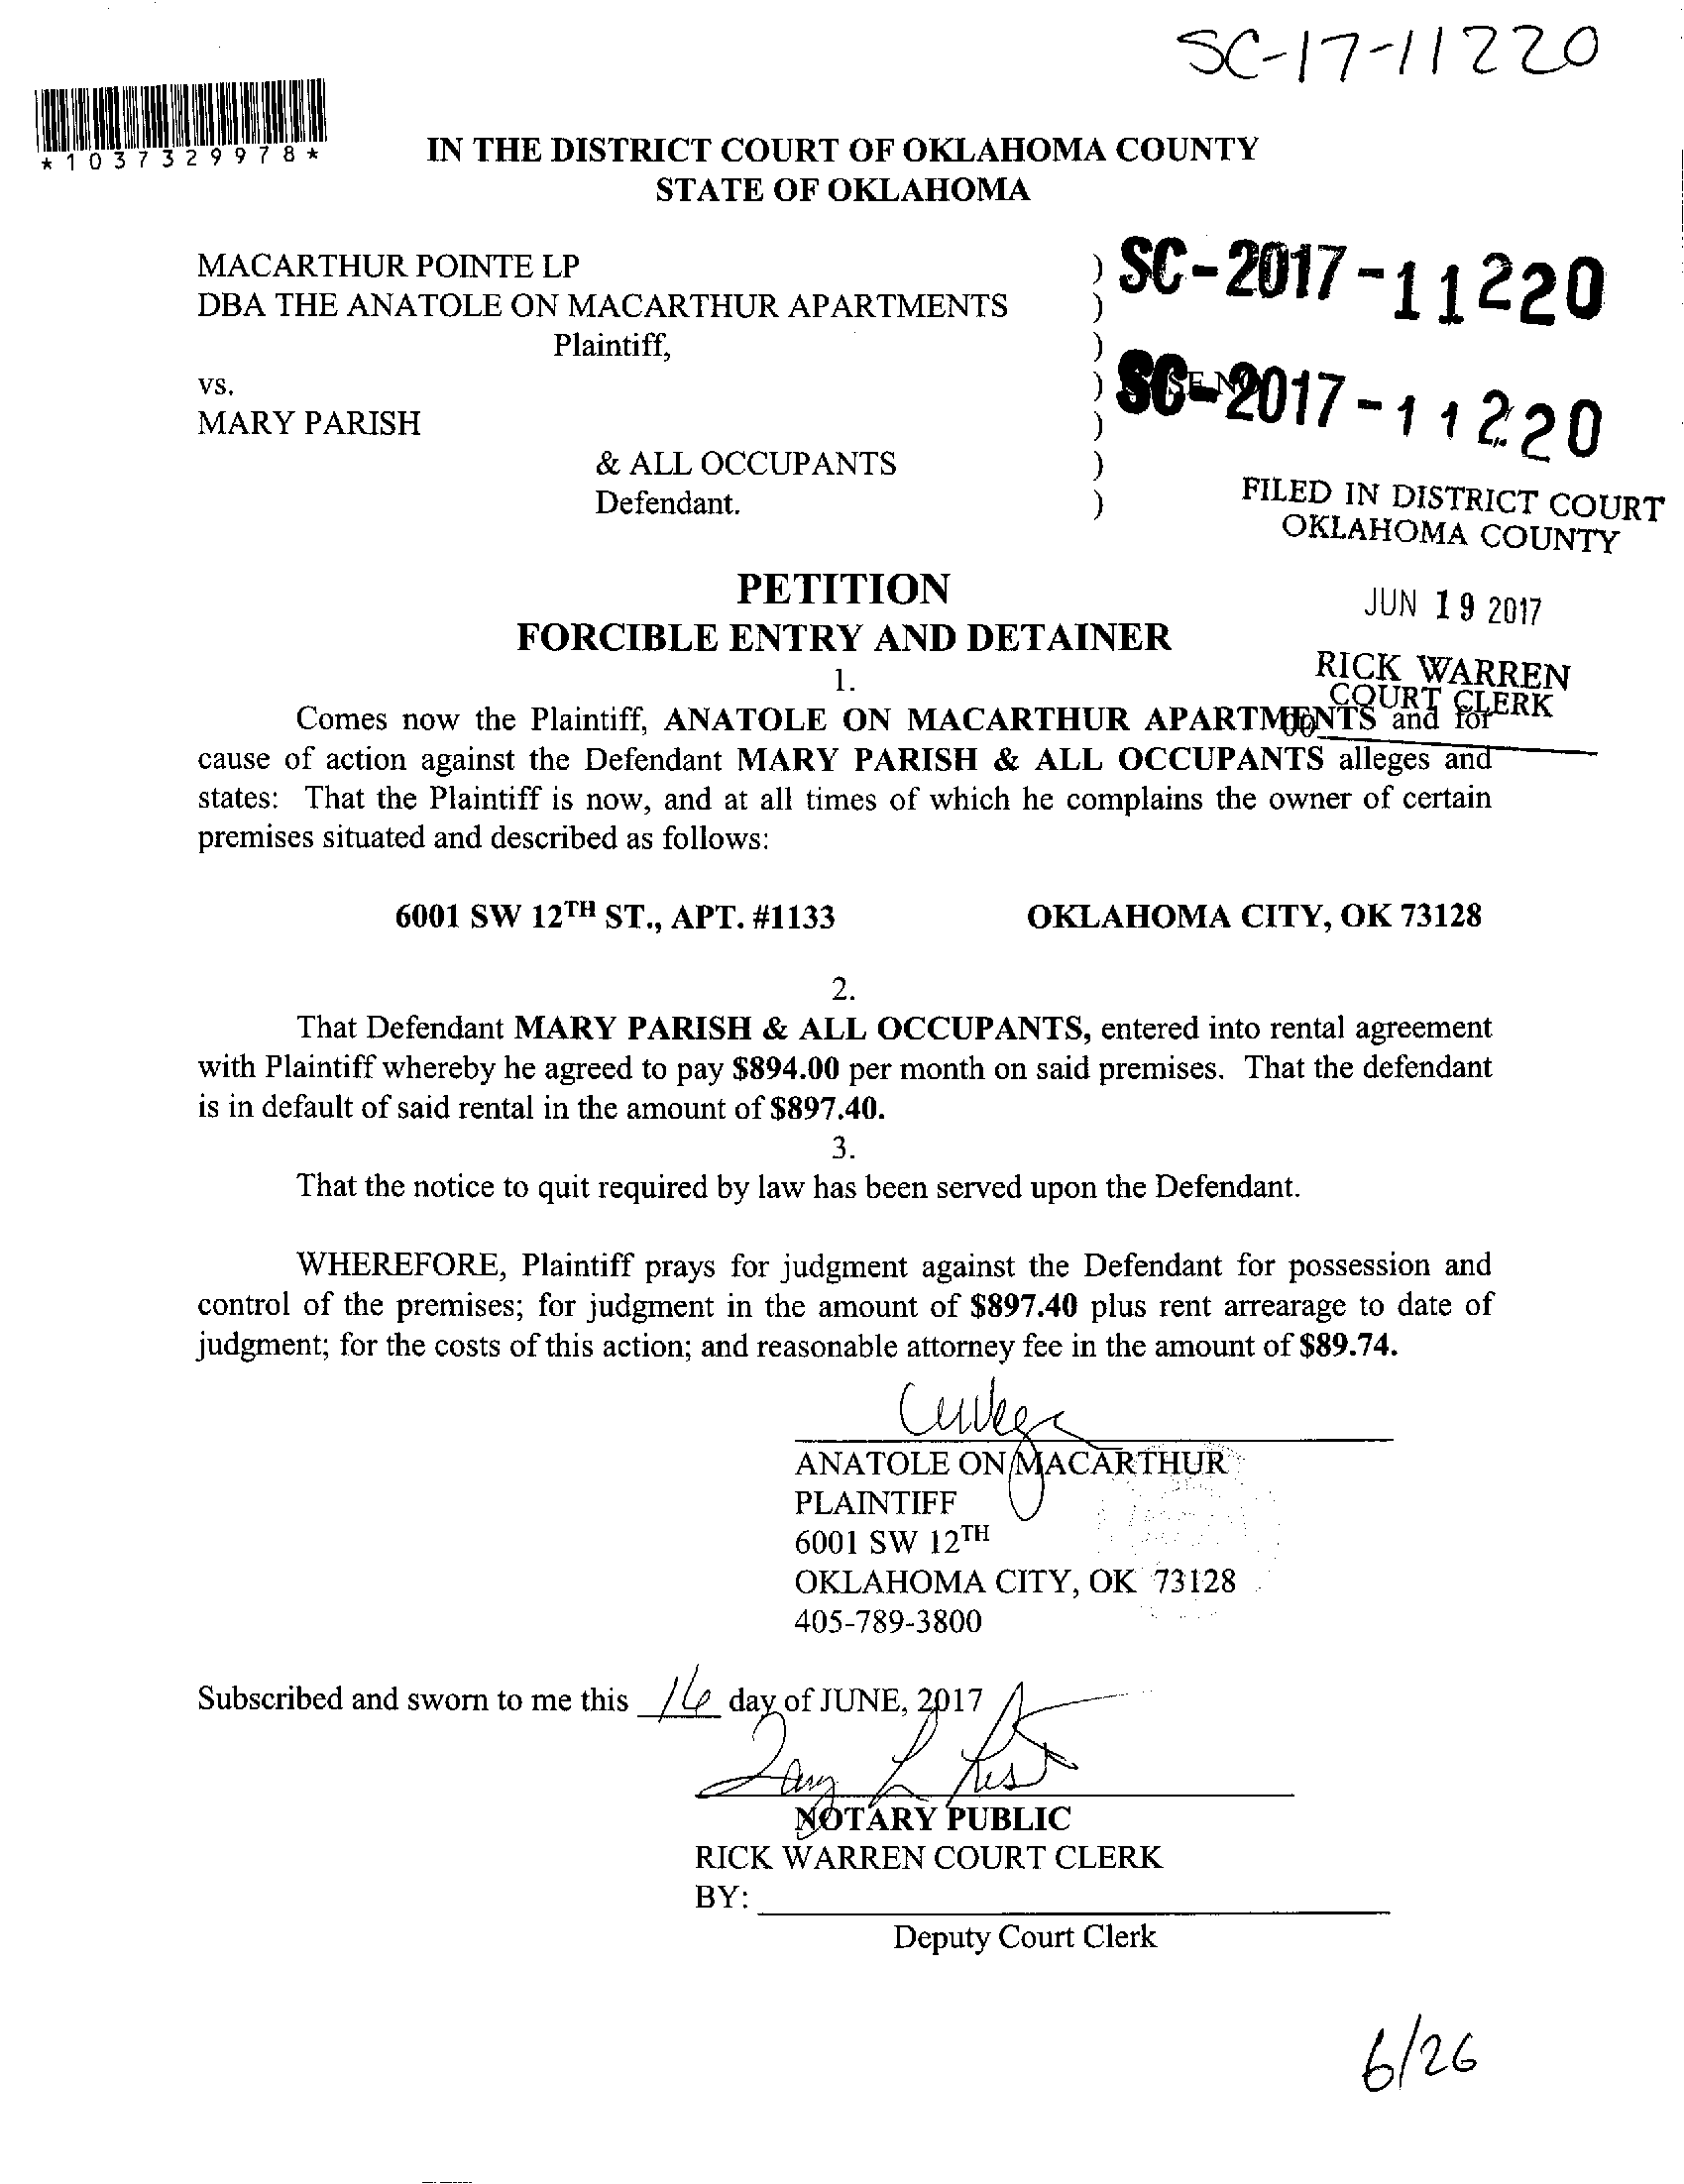 SC-17-11220
*1037329978*
IN THE DISTRICT COURT OF OKLAHOMA COUNTY
STATE OF OKLAHOMA
MACARTHUR POINTE LP
DBA THE ANATOLE ON MACARTHUR APARTMENTS
Plaintiff,
vs.
MARY PARISH
& ALL OCCUPANTS
Defendant.
)
)
)
)
)
)
)
SC-2017-11220
SC-2017-11220
FILED IN DISTRICT COURT
OKLAHOMA COUNTY
JUN 19 2017
RICK WARREN
COURT CLERK
PETITION
FORCIBLE ENTRY AND DETAINER
1.
Comes now the Plaintiff, ANATOLE ON MACARTHUR APARTMENTS and for
cause of action against the Defendant MARY PARISH & ALL OCCUPANTS alleges and
states: That the Plaintiff is now, and at all times of which he complains the owner of certain
premises situated and described as follows:
6001 SW 12TH ST., APT. #1133 OKLAHOMA CITY, OK 73128
2.
That Defendant MARY PARISH & ALL OCCUPANTS, entered into rental agreement
with Plaintiff whereby he agreed to pay $894.00 per month on said premises. That the defendant
is in default of said rental in the amount of $897.40.
3.
That the notice to quit required by law has been served upon the Defendant.
WHEREFORE, Plaintiff prays for judgment against the Defendant for possession and
control of the premises; for judgment in the amount of $897.40 plus rent arrearage to date of
judgment; for the costs of this action; and reasonable attorney fee in the amount of $89.74.
ANATOLE ON MACARTHUR
PLAINTIFF
6001 SW 12TH
OKLAHOMA CITY, OK 73128
405-789-3800
Subscribed and sworn to me this 16 day of JUNE, 2017
NOTARY PUBLIC
RICK WARREN COURT CLERK
BY:
Deputy Court Clerk
6/26